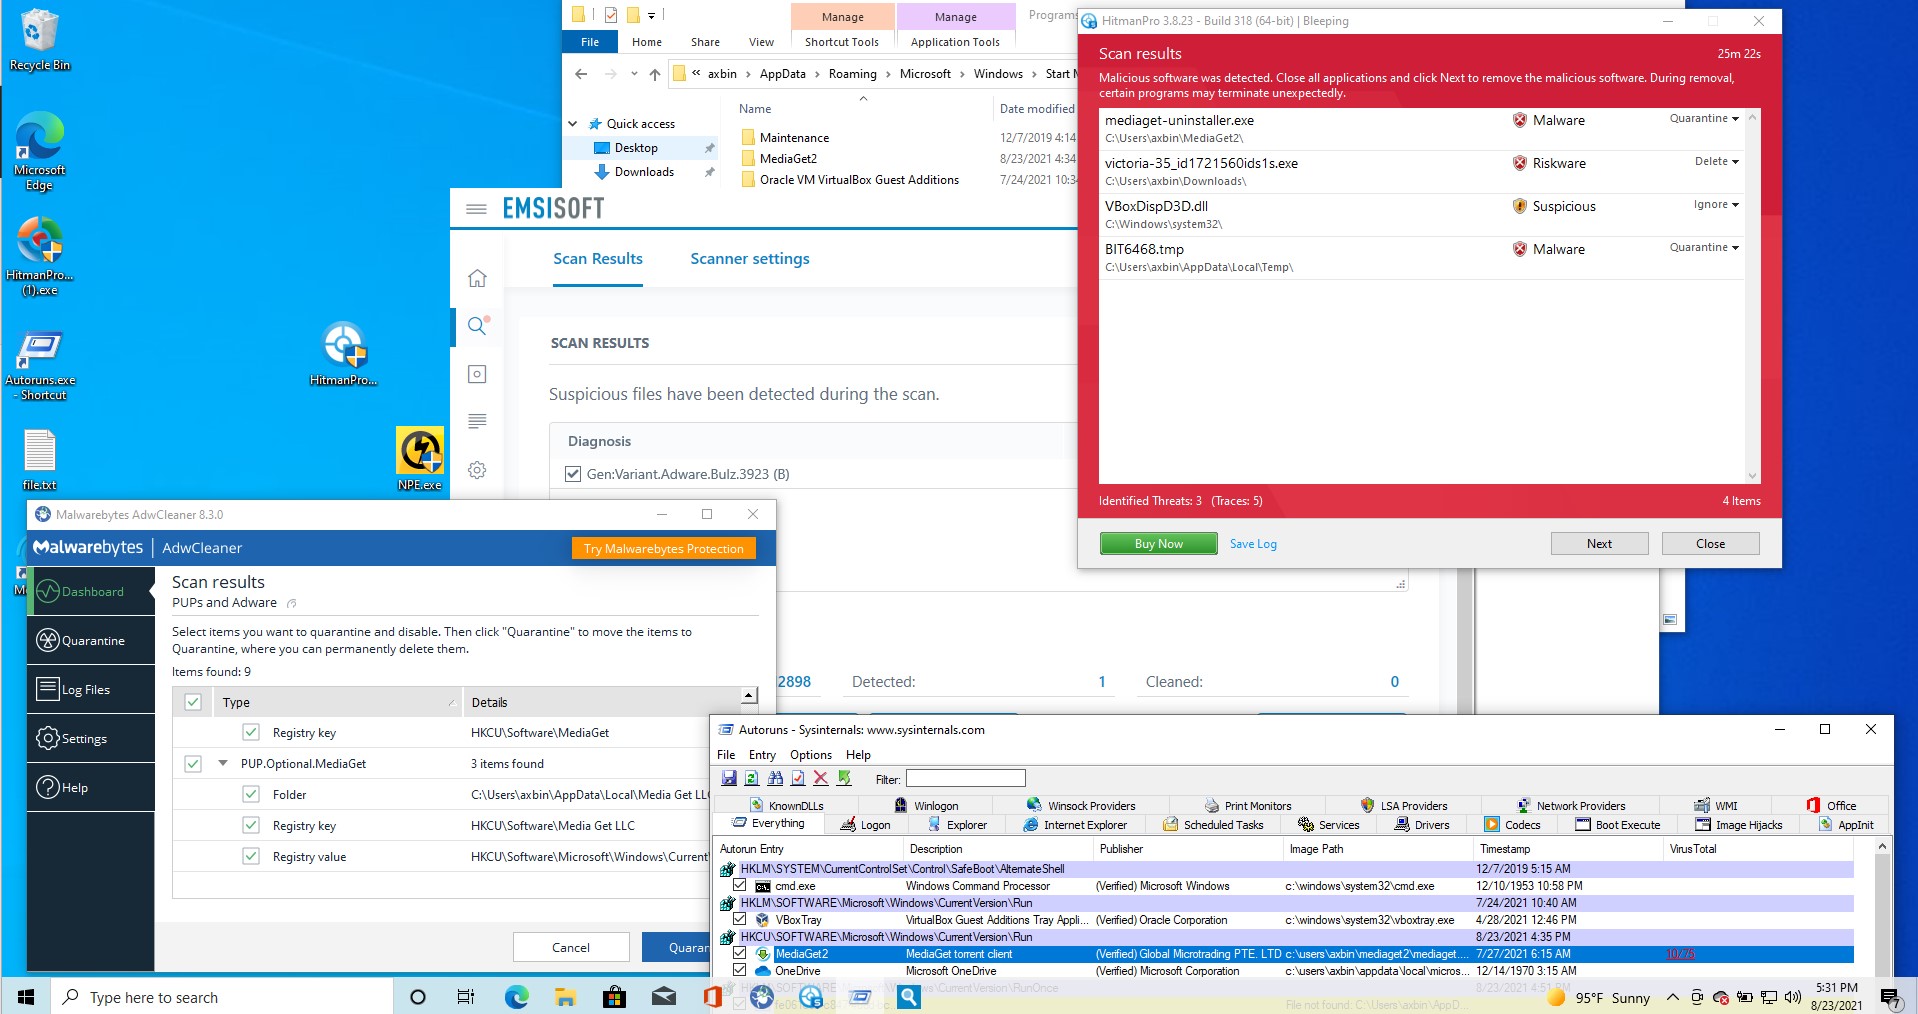 Recycle Bin
Microsoft
Edge
HitmanPro...
(1).exe
Autoruns.exe
- Shortcut
file.txt
HitmanPro...
NPE.exe
Manage
Manage
Programs
File
Home
Share
View
Shortcut Tools
Application Tools
« axbin > AppData > Roaming > Microsoft > Windows > Start M
Name
Date modified
Quick access
Desktop
Downloads
Maintenance
12/7/2019 4:14
MediaGet2
8/23/2021 4:34
Oracle VM VirtualBox Guest Additions
7/24/2021 10:34
EMSISOFT
Scan Results
Scanner settings
SCAN RESULTS
Suspicious files have been detected during the scan.
Diagnosis
Gen:Variant.Adware.Bulz.3923 (B)
2898
Detected:
1
Cleaned:
0
HitmanPro 3.8.23 - Build 318 (64-bit) | Bleeping
Scan results
25m 22s
Malicious software was detected. Close all applications and click Next to remove the malicious software. During removal,
certain programs may terminate unexpectedly.
mediaget-uninstaller.exe
Malware
Quarantine
C:\Users\axbin\MediaGet2\
victoria-35_id1721560ids1s.exe
Riskware
Delete
C:\Users\axbin\Downloads\
VBoxDispD3D.dll
Suspicious
Ignore
C:\Windows\system32\
BIT6468.tmp
Malware
Quarantine
C:\Users\axbin\AppData\Local\Temp\
Identified Threats: 3 (Traces: 5)
4 Items
Buy Now
Save Log
Next
Close
Malwarebytes AdwCleaner 8.3.0
Malwarebytes | AdwCleaner
Try Malwarebytes Protection
Dashboard
Quarantine
Log Files
Settings
Help
Scan results
PUPs and Adware
Select items you want to quarantine and disable. Then click "Quarantine" to move the items to
Quarantine, where you can permanently delete them.
Items found: 9
Type
Details
Registry key
HKCU\Software\MediaGet
PUP.Optional.MediaGet
3 items found
Folder
C:\Users\axbin\AppData\Local\Media Get LLC
Registry key
HKCU\Software\Media Get LLC
Registry value
HKCU\Software\Microsoft\Windows\Current
Cancel
Quaran
Autoruns - Sysinternals: www.sysinternals.com
File
Entry
Options
Help
Filter:
KnownDLLs
Winlogon
Winsock Providers
Print Monitors
LSA Providers
Network Providers
WMI
Office
Everything
Logon
Explorer
Internet Explorer
Scheduled Tasks
Services
Drivers
Codecs
Boot Execute
Image Hijacks
AppInit
Autorun Entry
Description
Publisher
Image Path
Timestamp
VirusTotal
HKLM\SYSTEM\CurrentControlSet\Control\SafeBoot\AlternateShell
12/7/2019 5:15 AM
cmd.exe
Windows Command Processor
(Verified) Microsoft Windows
c:\windows\system32\cmd.exe
12/10/1953 10:58 PM
HKLM\SOFTWARE\Microsoft\Windows\CurrentVersion\Run
7/24/2021 10:40 AM
VBoxTray
VirtualBox Guest Additions Tray Appli...
(Verified) Oracle Corporation
c:\windows\system32\vboxtray.exe
4/28/2021 12:46 PM
HKCU\SOFTWARE\Microsoft\Windows\CurrentVersion\Run
8/23/2021 4:35 PM
MediaGet2
MediaGet torrent client
(Verified) Global Microtrading PTE. LTD
c:\users\axbin\mediaget2\mediaget....
7/27/2021 6:15 AM
10/75
OneDrive
Microsoft OneDrive
(Verified) Microsoft Corporation
c:\users\axbin\appdata\local\micros...
12/14/1970 3:15 AM
File not found: C:\Users\axbin\AppD...
Type here to search
95°F Sunny
5:31 PM
8/23/2021
7